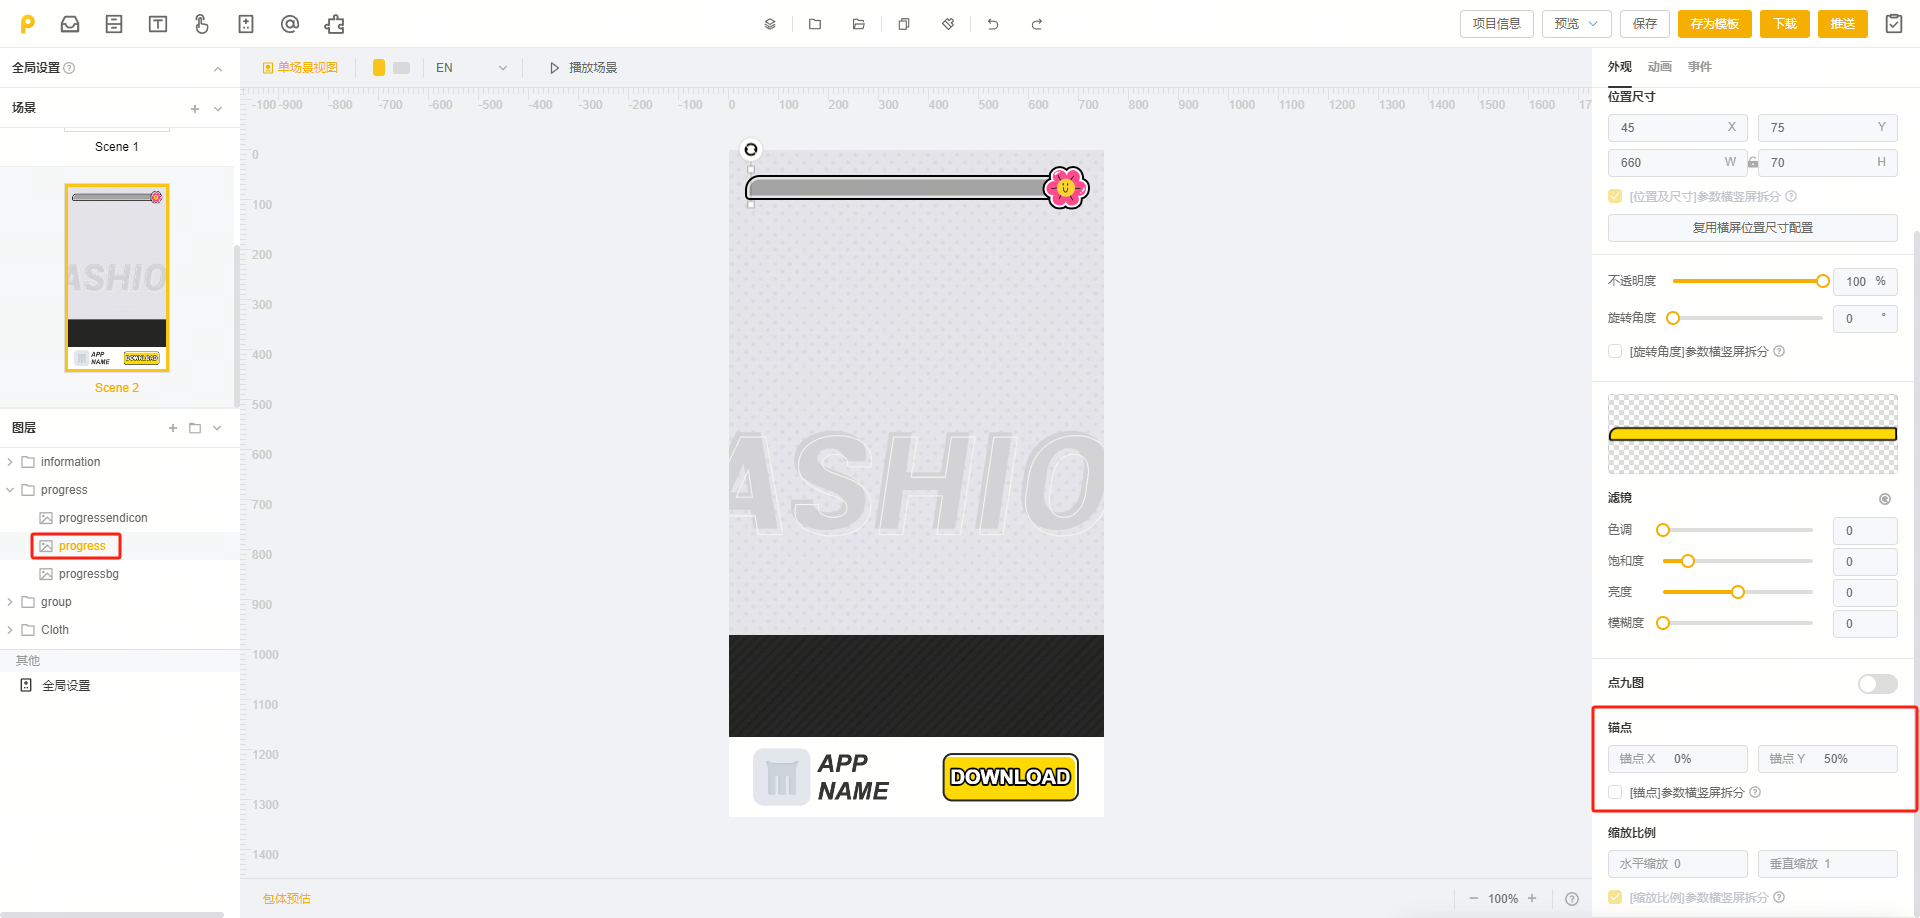 P
T
@
项目信息
预览
保存
存为模板
下载
推送
全局设置
场景
Scene 1
ASHIO
APP
NAME
DOWNLOAD
Scene 2
图层
information
progress
progressendicon
progress
progressbg
group
Cloth
其他
全局设置
单场景视图
EN
播放场景
-100 -900 -800 -700 -600 -500 -400 -300 -200 -100 0 100 200 300 400 500 600 700 800 900 1000 1100 1200 1300 1400 1500 1600 17
0
100
200
300
400
500
600
700
800
900
1000
1100
1200
1300
1400
ASHIO
APP
NAME
DOWNLOAD
包体预估
100%
外观 动画 事件
位置尺寸
45 X 75 Y
660 W 70 H
[位置及尺寸]参数横竖屏拆分
复用横屏位置尺寸配置
不透明度 100 %
旋转角度 0 °
[旋转角度]参数横竖屏拆分
滤镜
色调 0
饱和度 0
亮度 0
模糊度 0
点九图
锚点
锚点 X 0% 锚点 Y 50%
[锚点]参数横竖屏拆分
缩放比例
水平缩放 0 垂直缩放 1
[缩放比例]参数横竖屏拆分